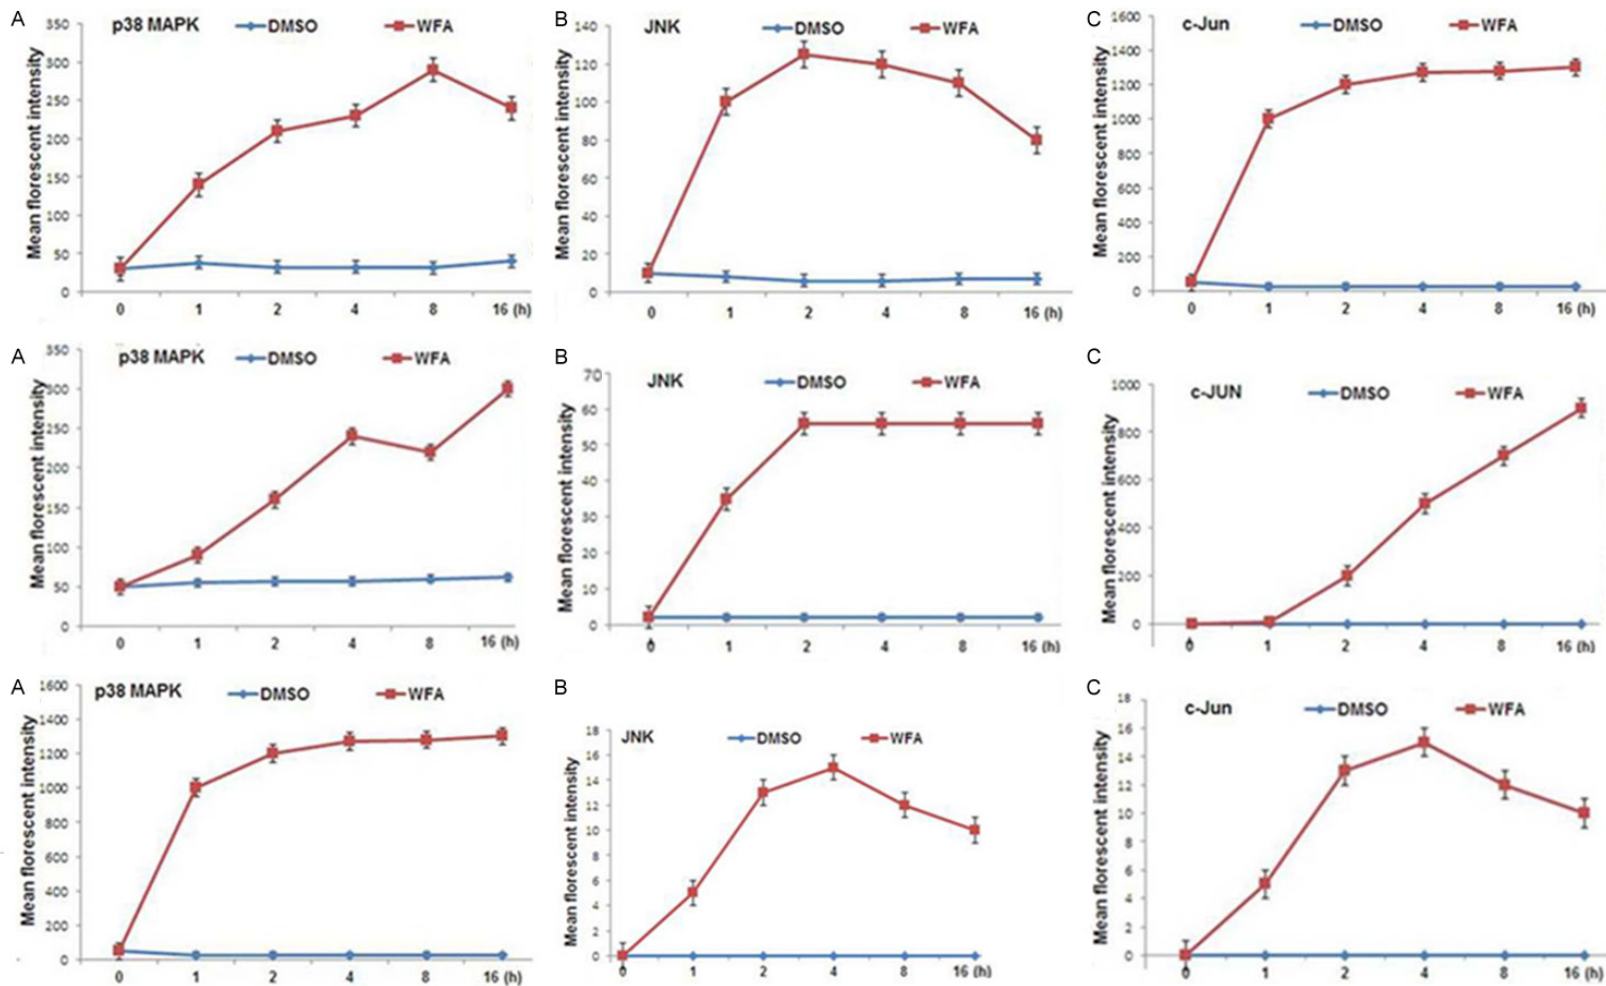 A p38 MAPK DMSO WFA
Mean florescent intensity
350
300
250
200
150
100
50
0
0 1 2 4 8 16 (h)
B JNK DMSO WFA
Mean florescent intensity
140
120
100
80
60
40
20
0
0 1 2 4 8 16 (h)
C c-Jun DMSO WFA
Mean florescent intensity
1600
1400
1200
1000
800
600
400
200
0
0 1 2 4 8 16 (h)
A p38 MAPK DMSO WFA
Mean florescent intensity
350
300
250
200
150
100
50
0
0 1 2 4 8 16 (h)
B JNK DMSO WFA
Mean florescent intensity
70
60
50
40
30
20
10
0
0 1 2 4 8 16 (h)
C c-JUN DMSO WFA
Mean florescent intensity
1000
800
600
400
200
0
0 1 2 4 8 16 (h)
A p38 MAPK DMSO WFA
Mean florescent intensity
1600
1400
1200
1000
800
600
400
200
0
0 1 2 4 8 16 (h)
B JNK DMSO WFA
Mean florescent intensity
18
16
14
12
10
8
6
4
2
0
0 1 2 4 8 16 (h)
C c-Jun DMSO WFA
Mean florescent intensity
18
16
14
12
10
8
6
4
2
0
0 1 2 4 8 16 (h)